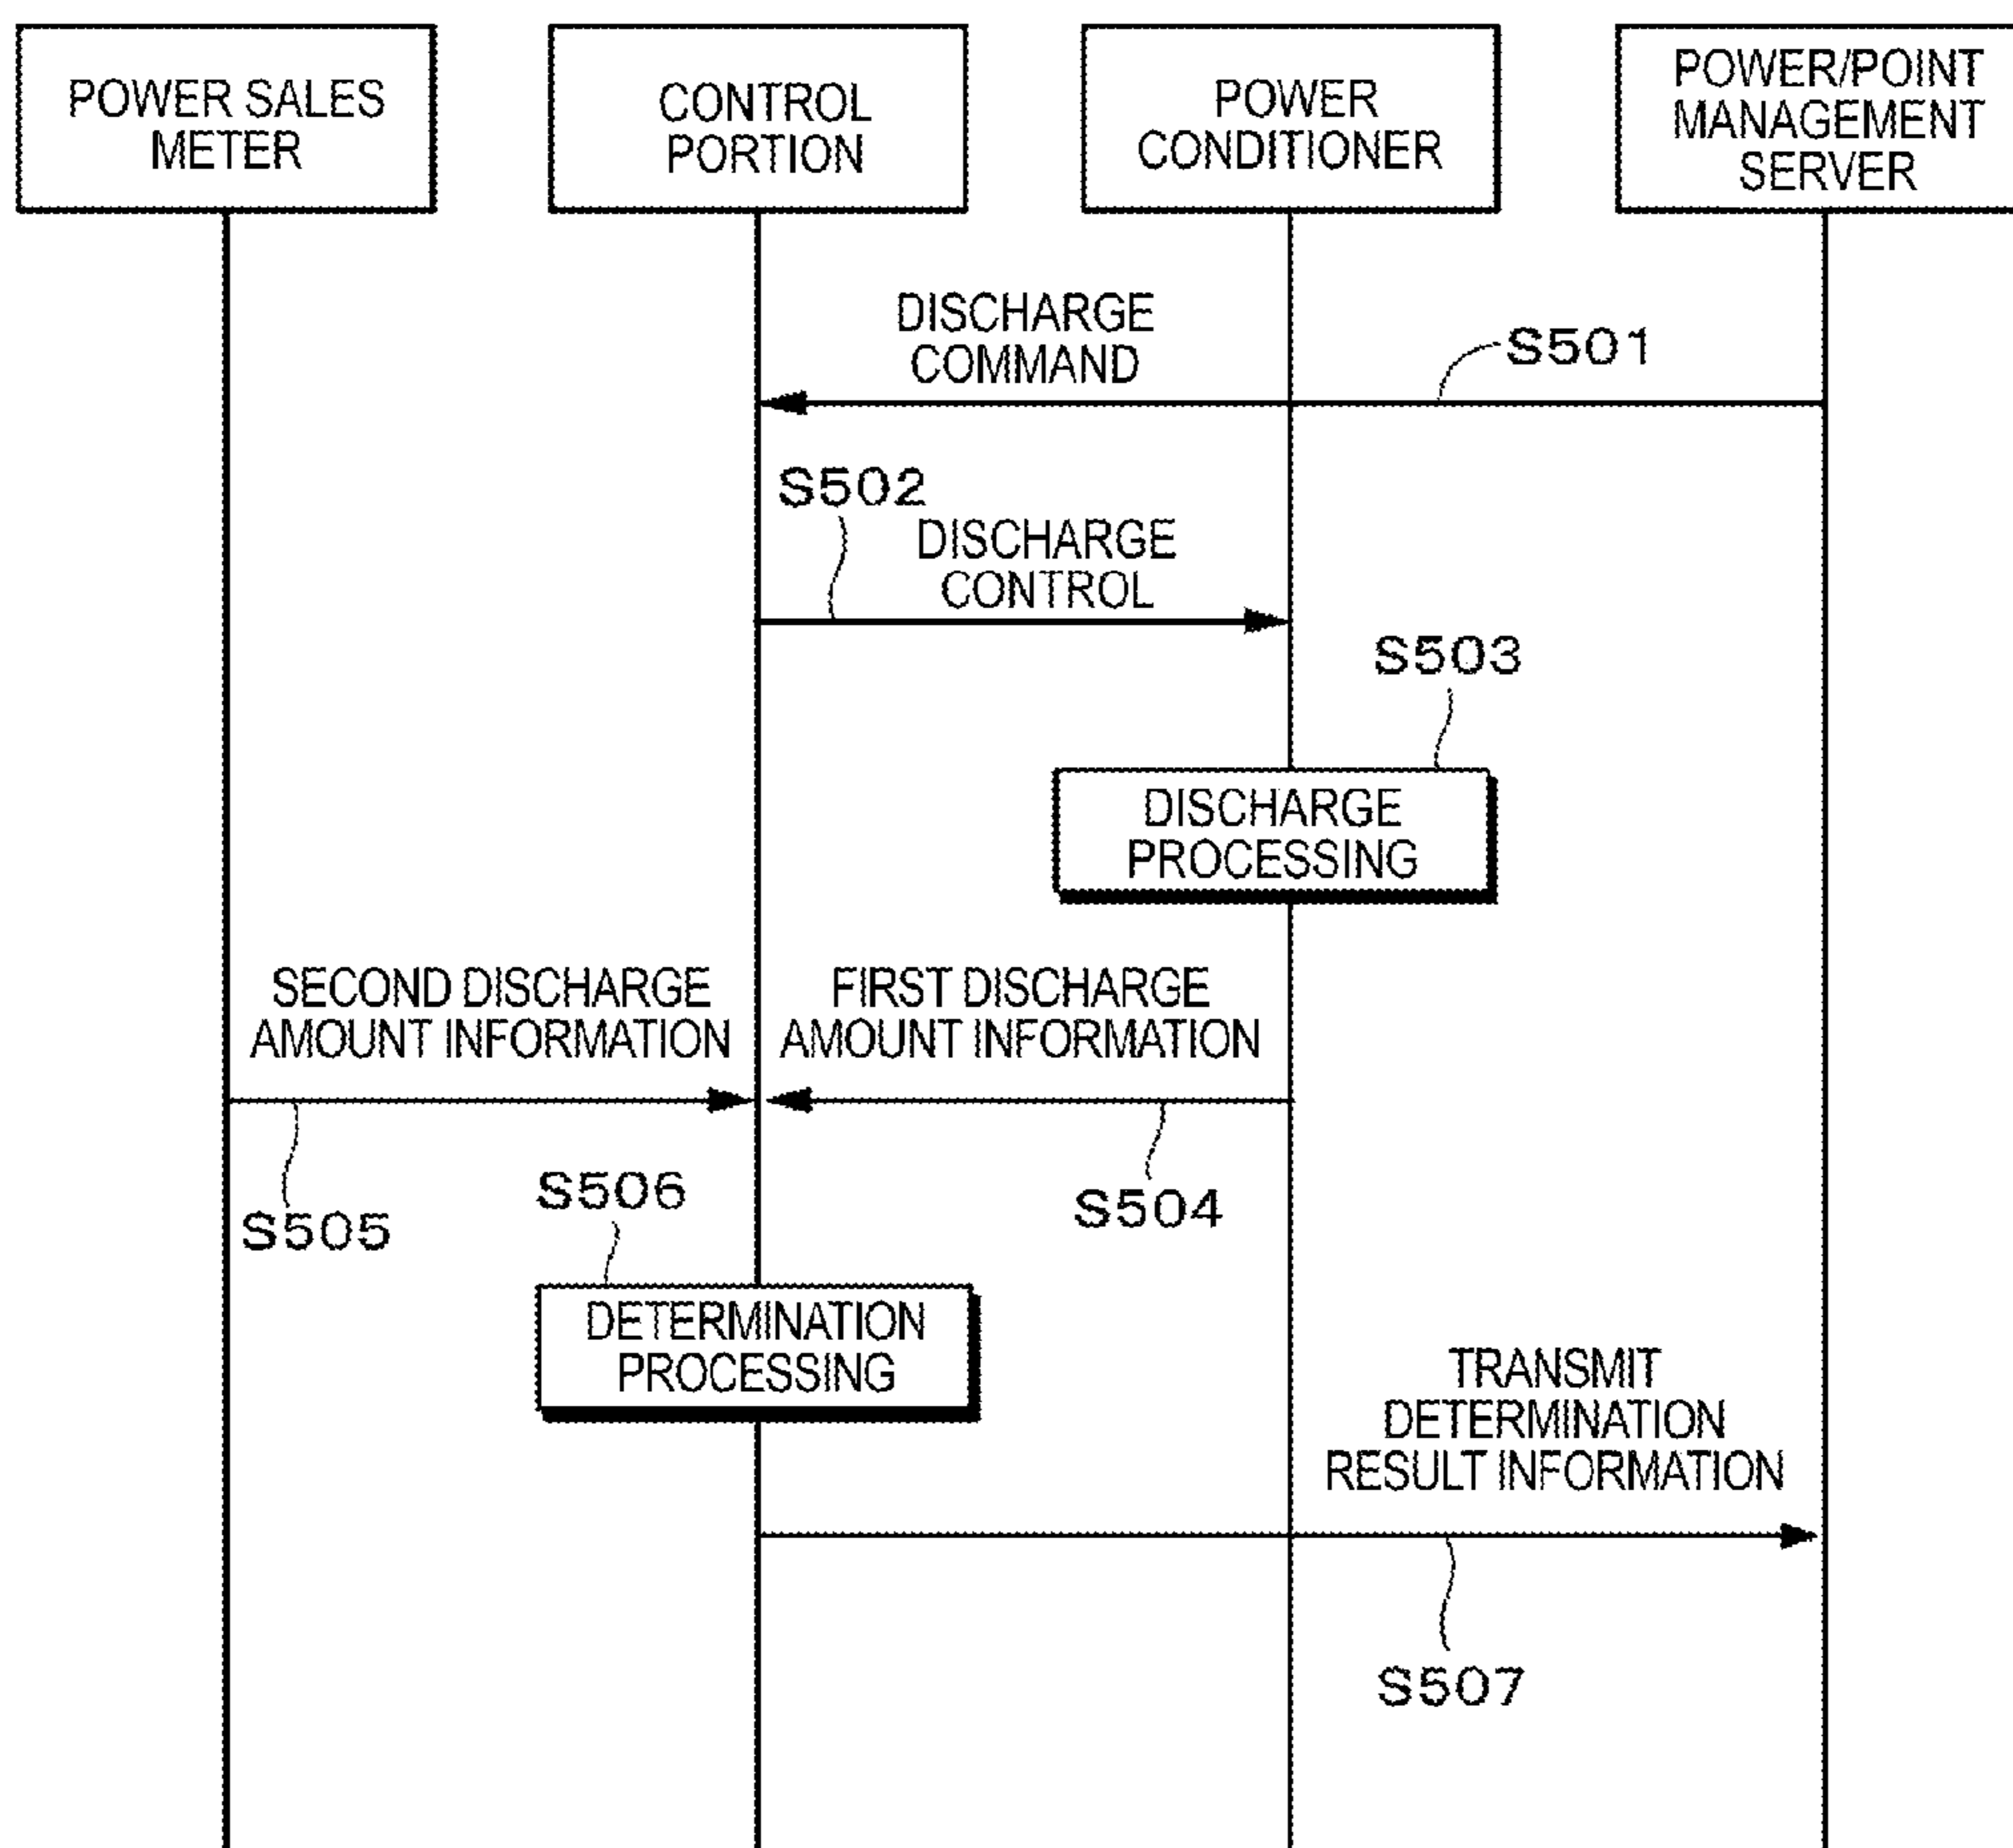 POWER SALES
METER
CONTROL
PORTION
POWER
CONDITIONER
POWER/POINT
MANAGEMENT
SERVER
DISCHARGE
COMMAND
S501
S502
DISCHARGE
CONTROL
S503
DISCHARGE
PROCESSING
SECOND DISCHARGE
AMOUNT INFORMATION
FIRST DISCHARGE
AMOUNT INFORMATION
S505
S504
S506
DETERMINATION
PROCESSING
TRANSMIT
DETERMINATION
RESULT INFORMATION
S507